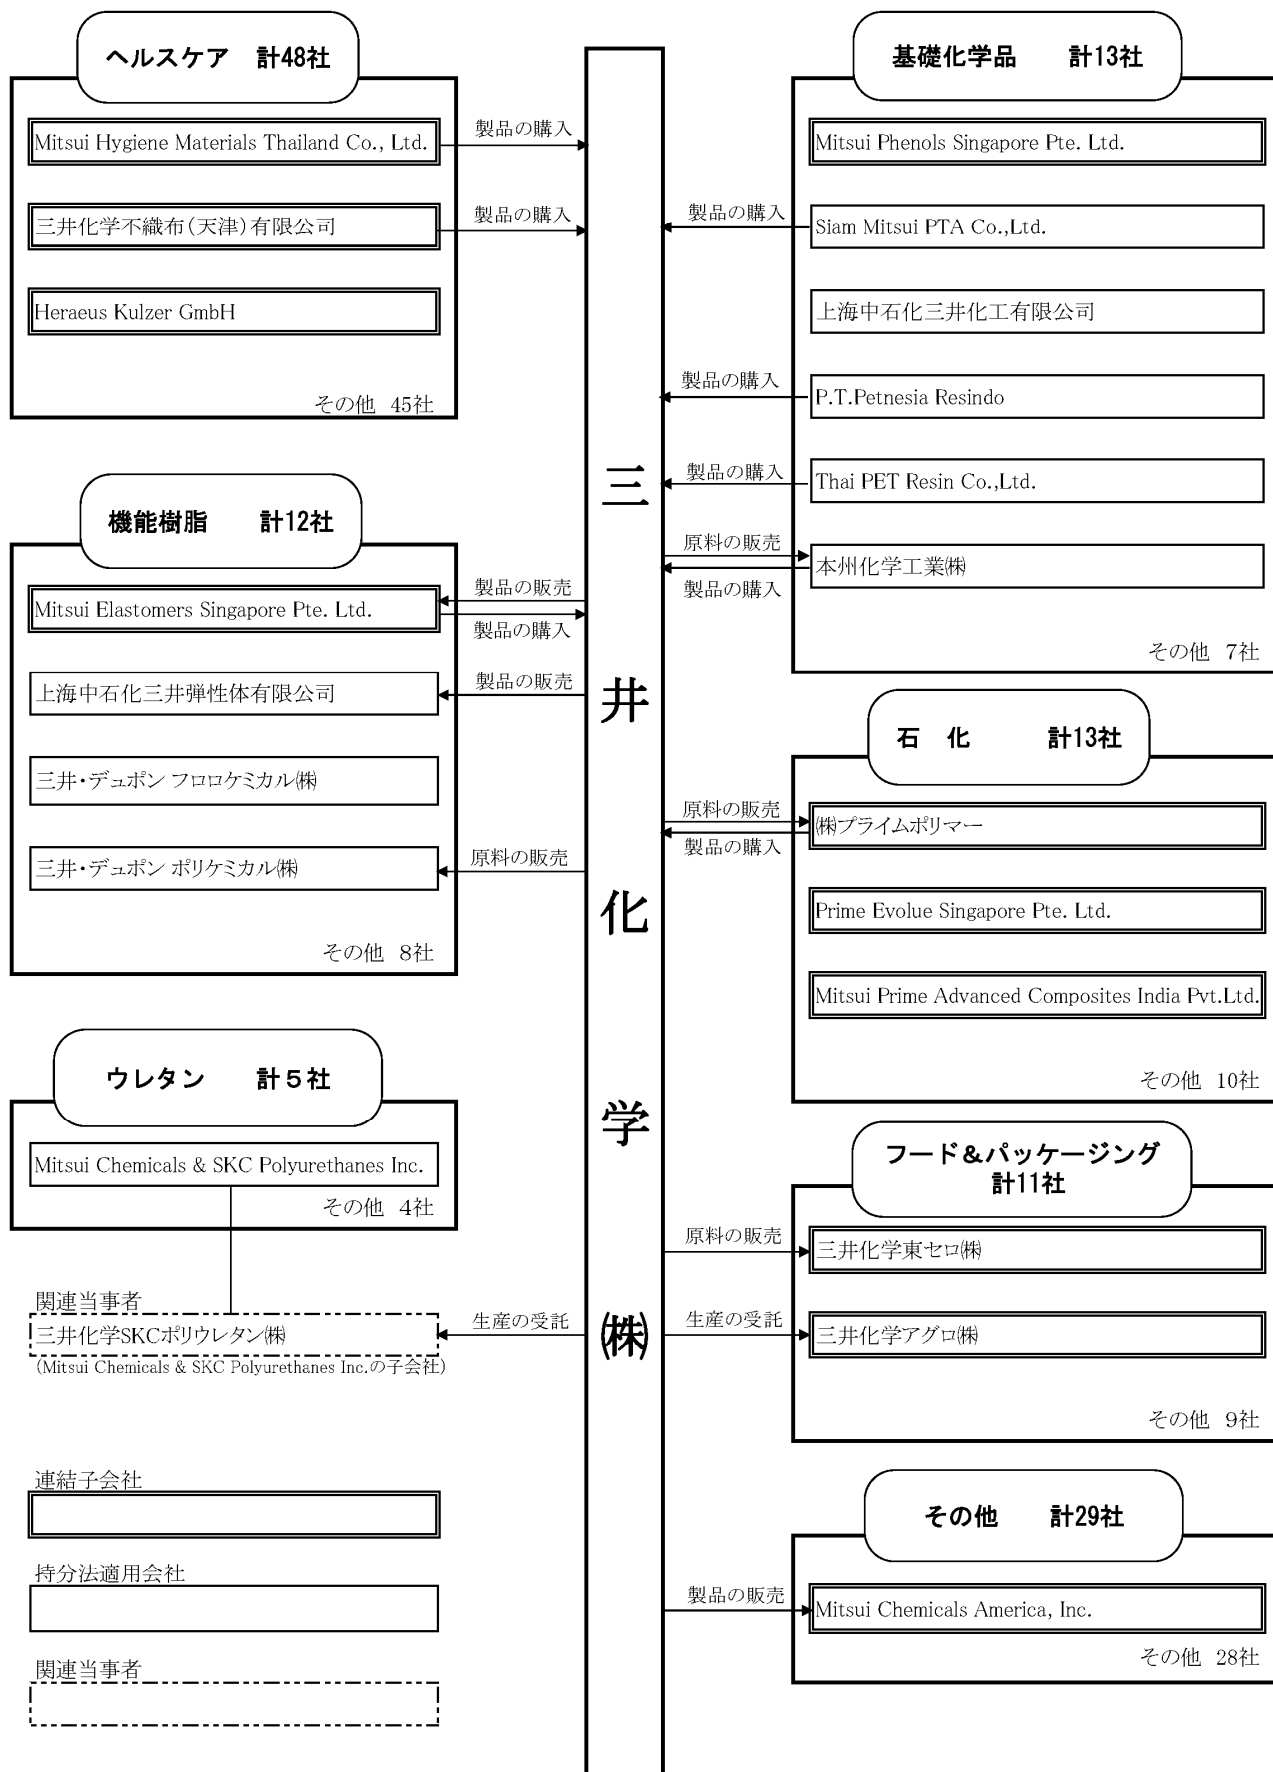 ヘルスケア　計48社
Mitsui Hygiene Materials Thailand Co., Ltd.
製品の購入
三井化学不織布(天津)有限公司
製品の購入
Heraeus Kulzer GmbH
その他 45社
機能樹脂　計12社
Mitsui Elastomers Singapore Pte. Ltd.
製品の販売
製品の購入
上海中石化三井弾性体有限公司
製品の販売
三井・デュポン フロロケミカル㈱
三井・デュポン ポリケミカル㈱
原料の販売
その他 8社
ウレタン　計５社
Mitsui Chemicals & SKC Polyurethanes Inc.
その他 4社
関連当事者
三井化学SKCポリウレタン㈱
生産の受託
(Mitsui Chemicals & SKC Polyurethanes Inc.の子会社)
連結子会社
持分法適用会社
関連当事者
三
井
化
学
㈱
基礎化学品　計13社
Mitsui Phenols Singapore Pte. Ltd.
製品の購入
Siam Mitsui PTA Co.,Ltd.
上海中石化三井化工有限公司
製品の購入
P.T.Petnesia Resindo
製品の購入
Thai PET Resin Co.,Ltd.
原料の販売
本州化学工業㈱
製品の購入
その他 7社
石　化　計13社
原料の販売
㈱プライムポリマー
製品の購入
Prime Evolue Singapore Pte. Ltd.
Mitsui Prime Advanced Composites India Pvt.Ltd.
その他 10社
フード＆パッケージング
計11社
原料の販売
三井化学東セロ㈱
生産の受託
三井化学アグロ㈱
その他 9社
その他　計29社
製品の販売
Mitsui Chemicals America, Inc.
その他 28社